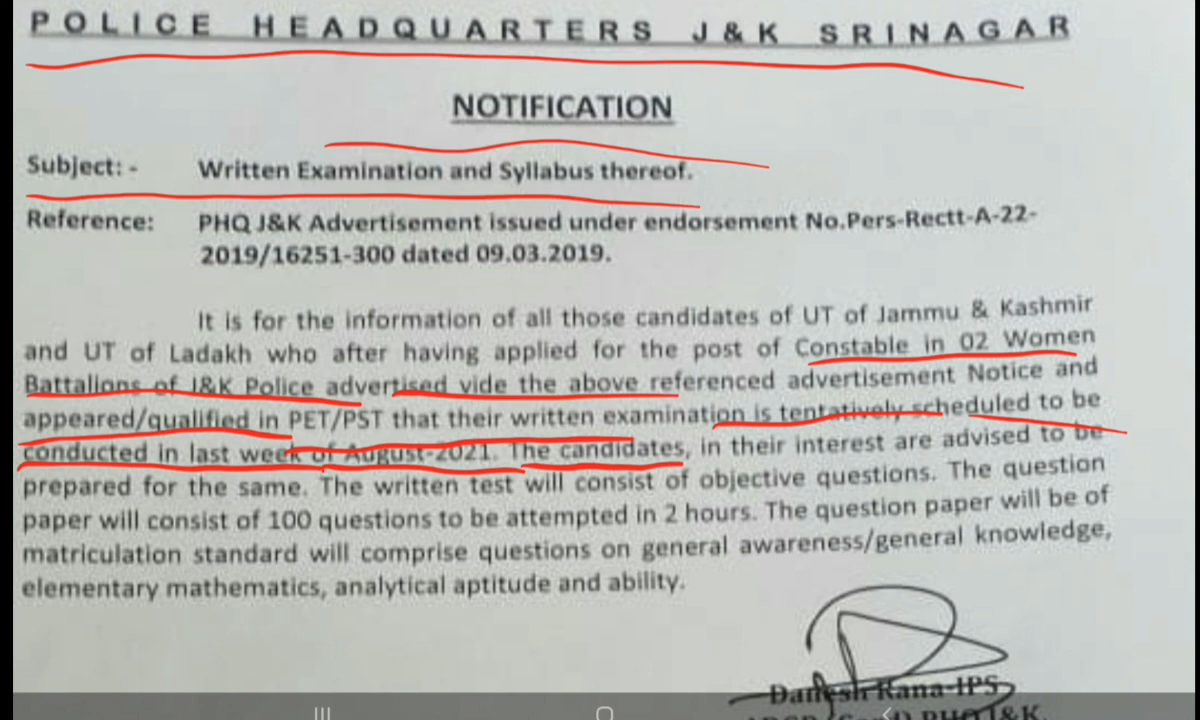 POLICE HEADQUARTERS J&K SRINAGAR
NOTIFICATION
Subject: - Written Examination and Syllabus thereof.
Reference: PHQ J&K Advertisement issued under endorsement No.Pers-Rectt-A-22-
2019/16251-300 dated 09.03.2019.
It is for the information of all those candidates of UT of Jammu & Kashmir
and UT of Ladakh who after having applied for the post of Constable in 02 Women
Battalions of J&K Police advertised vide the above referenced advertisement Notice and
appeared/qualified in PET/PST that their written examination is tentatively scheduled to be
conducted in last week of August-2021. The candidates, in their interest are advised to be
prepared for the same. The written test will consist of objective questions. The question
paper will consist of 100 questions to be attempted in 2 hours. The question paper will be of
matriculation standard will comprise questions on general awareness/general knowledge,
elementary mathematics, analytical aptitude and ability.
Danesh Rana-IPS
PHQ J&K